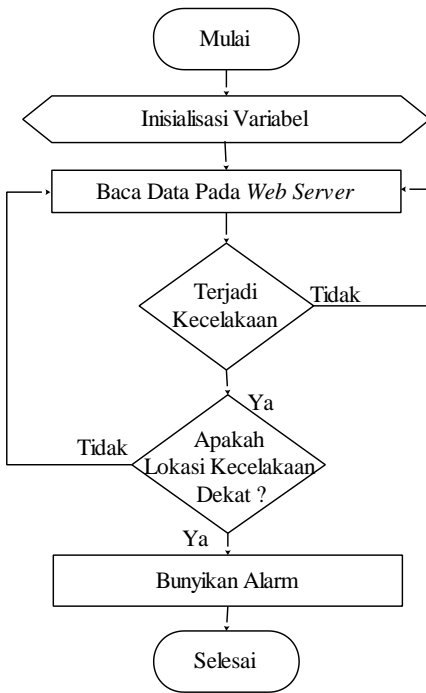 Mulai
Inisialisasi Variabel
Baca Data Pada Web Server
Terjadi
Kecelakaan
Tidak
Ya
Tidak
Apakah
Lokasi Kecelakaan
Dekat ?
Ya
Bunyikan Alarm
Selesai